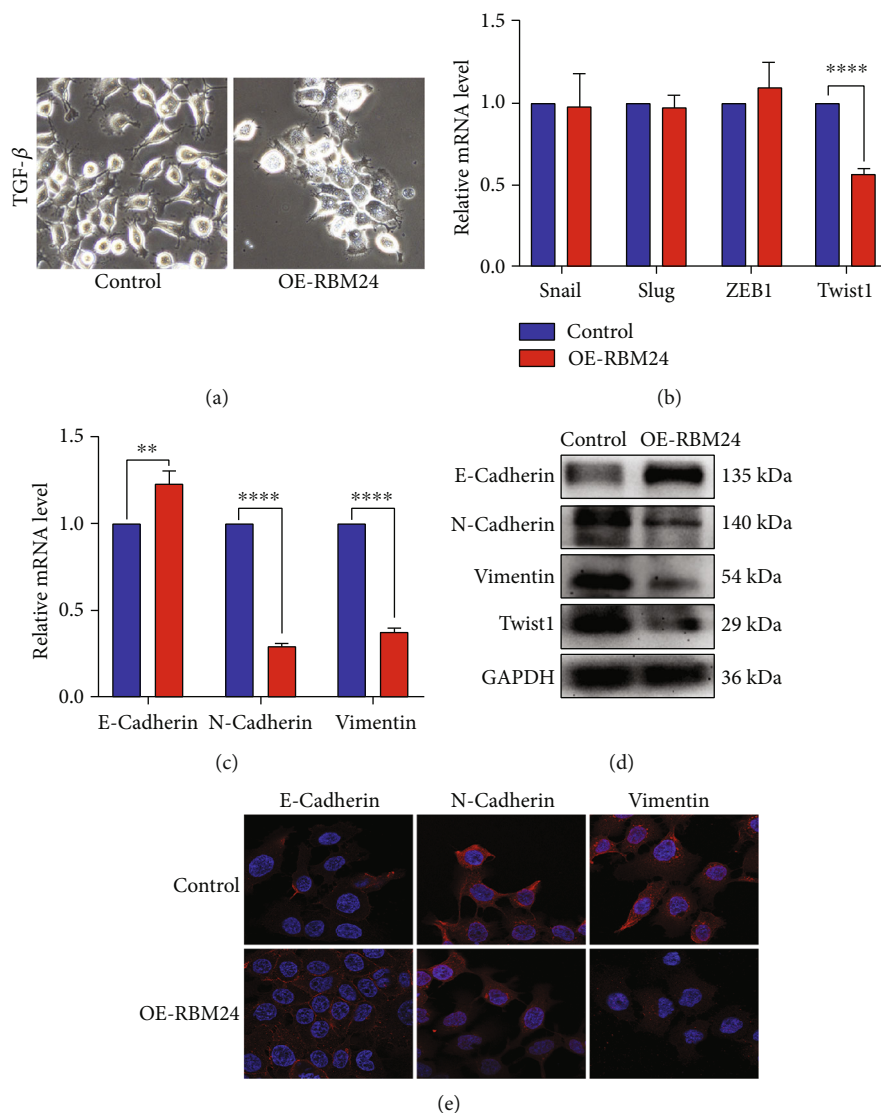 TGF-β
Control
OE-RBM24
(a)
Relative mRNA level
1.5
1.0
0.5
0.0
****
Snail
Slug
ZEB1
Twist1
Control
OE-RBM24
(b)
Relative mRNA level
1.5
1.0
0.5
0.0
**
****
****
E-Cadherin
N-Cadherin
Vimentin
(c)
Control OE-RBM24
E-Cadherin 135 kDa
N-Cadherin 140 kDa
Vimentin 54 kDa
Twist1 29 kDa
GAPDH 36 kDa
(d)
E-Cadherin N-Cadherin Vimentin
Control
OE-RBM24
(e)